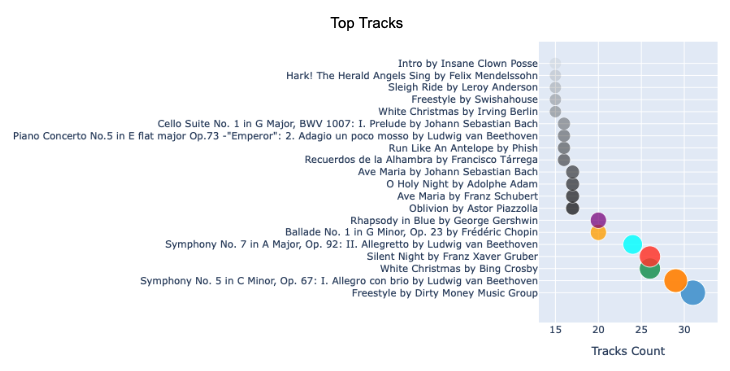 Top Tracks
Intro by Insane Clown Posse
Hark! The Herald Angels Sing by Felix Mendelssohn
Sleigh Ride by Leroy Anderson
Freestyle by Swishahouse
White Christmas by Irving Berlin
Cello Suite No. 1 in G Major, BWV 1007: I. Prelude by Johann Sebastian Bach
Piano Concerto No.5 in E flat major Op.73 -"Emperor": 2. Adagio un poco mosso by Ludwig van Beethoven
Run Like An Antelope by Phish
Recuerdos de la Alhambra by Francisco Tárrega
Ave Maria by Johann Sebastian Bach
O Holy Night by Adolphe Adam
Ave Maria by Franz Schubert
Oblivion by Astor Piazzolla
Rhapsody in Blue by George Gershwin
Ballade No. 1 in G Minor, Op. 23 by Frédéric Chopin
Symphony No. 7 in A Major, Op. 92: II. Allegretto by Ludwig van Beethoven
Silent Night by Franz Xaver Gruber
White Christmas by Bing Crosby
Symphony No. 5 in C Minor, Op. 67: I. Allegro con brio by Ludwig van Beethoven
Freestyle by Dirty Money Music Group
15 20 25 30
Tracks Count